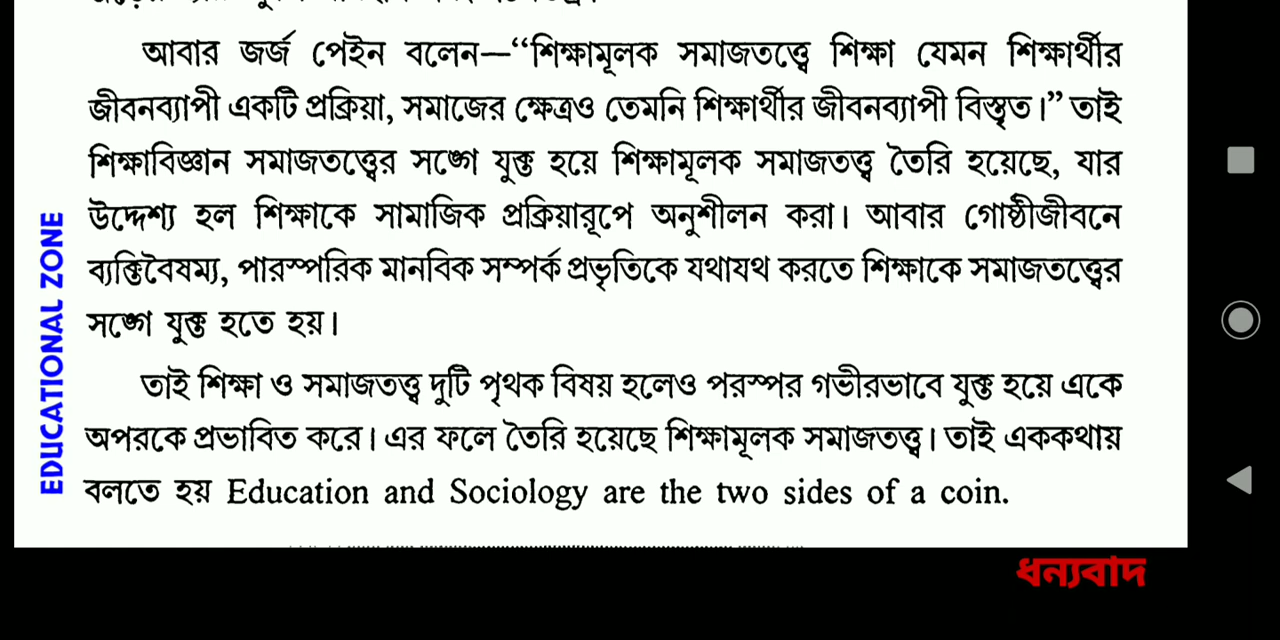 আবার জর্জ পেইন বলেন—“শিক্ষামূলক সমাজতত্ত্বে শিক্ষা যেমন শিক্ষার্থীর
জীবনব্যাপী একটি প্রক্রিয়া, সমাজের ক্ষেত্রও তেমনি শিক্ষার্থীর জীবনব্যাপী বিস্তৃত।” তাই
শিক্ষাবিজ্ঞান সমাজতত্ত্বের সঙ্গে যুক্ত হয়ে শিক্ষামূলক সমাজতত্ত্ব তৈরি হয়েছে, যার
উদ্দেশ্য হল শিক্ষাকে সামাজিক প্রক্রিয়ারূপে অনুশীলন করা। আবার গোষ্ঠীজীবনে
ব্যক্তিবৈষম্য, পারস্পরিক মানবিক সম্পর্ক প্রভৃতিকে যথাযথ করতে শিক্ষাকে সমাজতত্ত্বের
সঙ্গে যুক্ত হতে হয়।
তাই শিক্ষা ও সমাজতত্ত্ব দুটি পৃথক বিষয় হলেও পরস্পর গভীরভাবে যুক্ত হয়ে একে
অপরকে প্রভাবিত করে। এর ফলে তৈরি হয়েছে শিক্ষামূলক সমাজতত্ত্ব। তাই এককথায়
বলতে হয় Education and Sociology are the two sides of a coin.
EDUCATIONAL ZONE
ধন্যবাদ